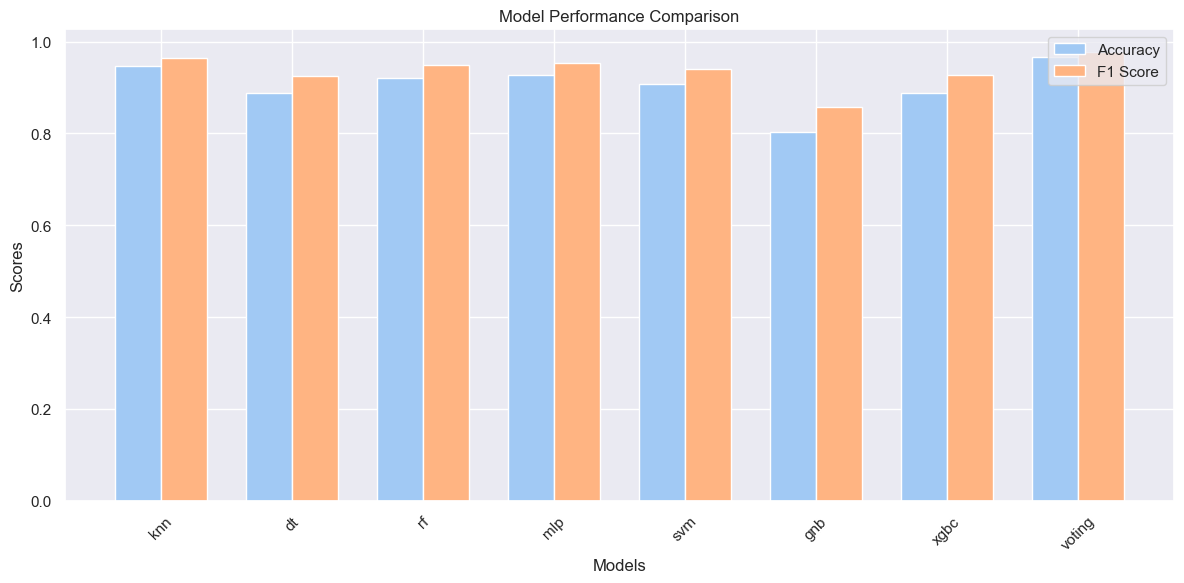 Model Performance Comparison
Accuracy
F1 Score
1.0
0.8
0.6
0.4
0.2
0.0
Scores
knn
dt
rf
mlp
svm
gnb
xgbc
voting
Models